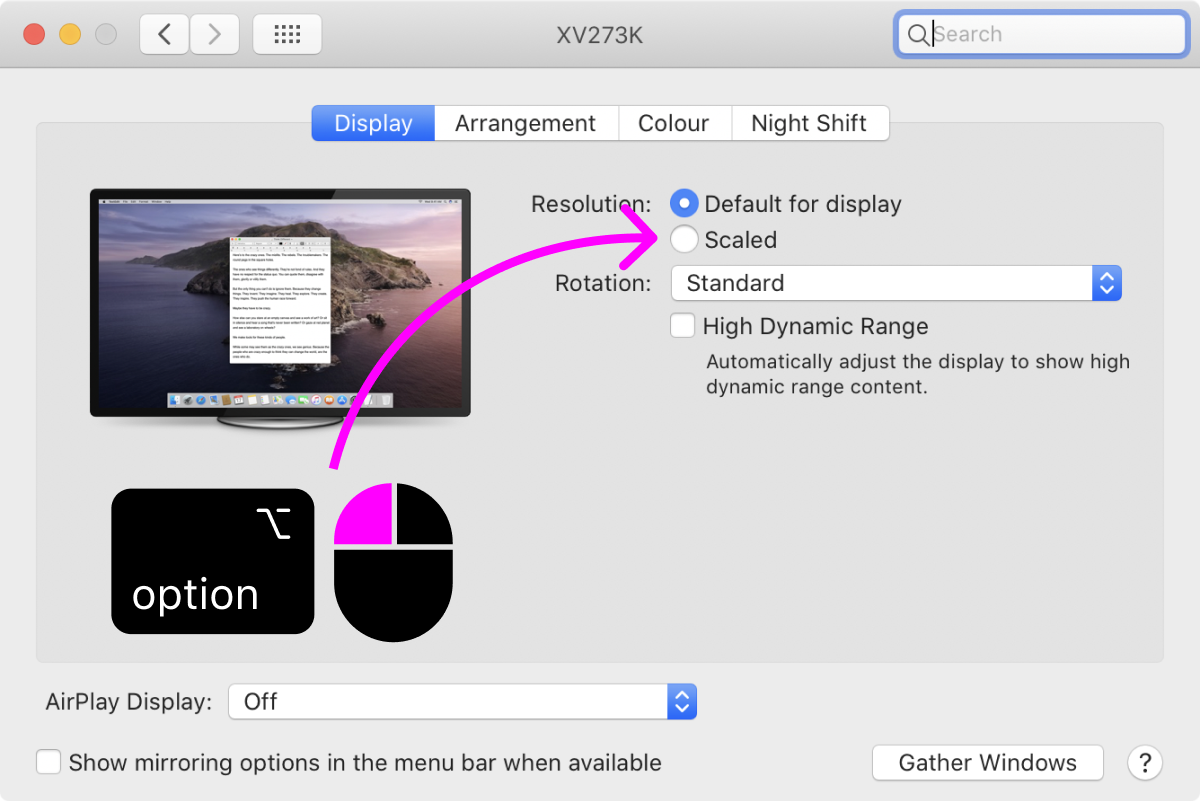 XV273K
Search
Display
Arrangement
Colour
Night Shift
Resolution:
Default for display
Scaled
Rotation:
Standard
High Dynamic Range
Automatically adjust the display to show high
dynamic range content.
option
AirPlay Display:
Off
Show mirroring options in the menu bar when available
Gather Windows
?